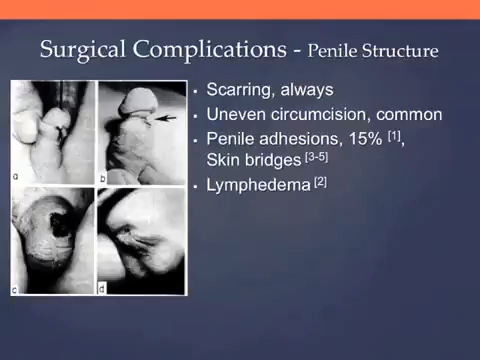 Surgical Complications - Penile Structure
▪ Scarring, always
▪ Uneven circumcision, common
▪ Penile adhesions, 15% [1],
Skin bridges [3-5]
▪ Lymphedema [2]
a
b
c
d